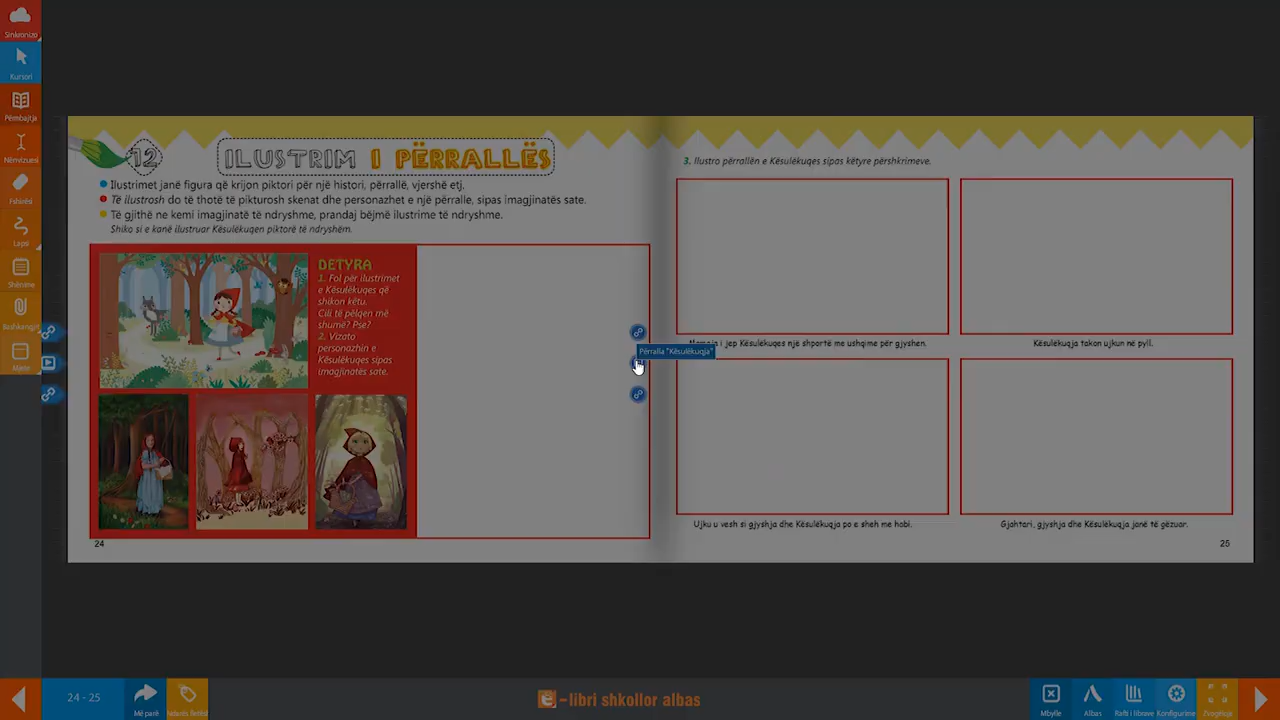 Sinkronizo
Kursori
Përmbajtja
Nënvizuesi
Fshirësi
Lapsi
Shënime
Bashkangjit
12
ILUSTRIM I PËRRALLËS
Ilustrimet janë figura që krijon piktori për një histori, përrallë, vjershë etj.
Të ilustrosh do të thotë të pikturosh skenat dhe personazhet e një përralle, sipas imagjinatës sate.
Të gjithë ne kemi imagjinatë të ndryshme, prandaj bëjmë ilustrime të ndryshme.
Shiko si e kanë ilustruar Kësulëkuqen piktorë të ndryshëm.
DETYRA
1. Fol për ilustrimet
e Kësulëkuqes që
shikon këtu.
Cili të pëlqen më
shumë? Pse?
2. Vizato
personazhin e
Kësulëkuqes sipas
imagjinatës sate.
24
3. Ilustro përrallën e Kësulëkuqes sipas këtyre përshkrimeve.
i jep Kësulëkuqes një shportë me ushqime për gjyshen.
Kësulëkuqja takon ujkun në pyll.
Përralla "Kësulëkuqja"
Ujku u vesh si gjyshja dhe Kësulëkuqja po e sheh me habi.
Gjahtari, gjyshja dhe Kësulëkuqja janë të gëzuar.
25
24 - 25
Më parë
e-libri shkollor albas
Mbylle
Albas
Rafti i librave
Konfigurime
Zvogëloje